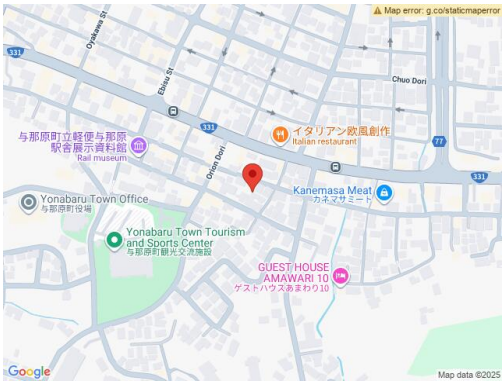 Map error: g.co/staticmaperror
Oyakawa St
331
Ebisu St
Chuo Dori
与那原町立軽便与那原
駅舎展示資料館
Rail museum
331
イタリアン欧風創作
Italian restaurant
77
Orion Dori
331
Yonabaru Town Office
与那原町役場
Kanemasa Meat
カネマサミート
Yonabaru Town Tourism
and Sports Center
与那原町観光交流施設
GUEST HOUSE
AMAWARI 10
ゲストハウスあまわり10
Google
Map data ©2025